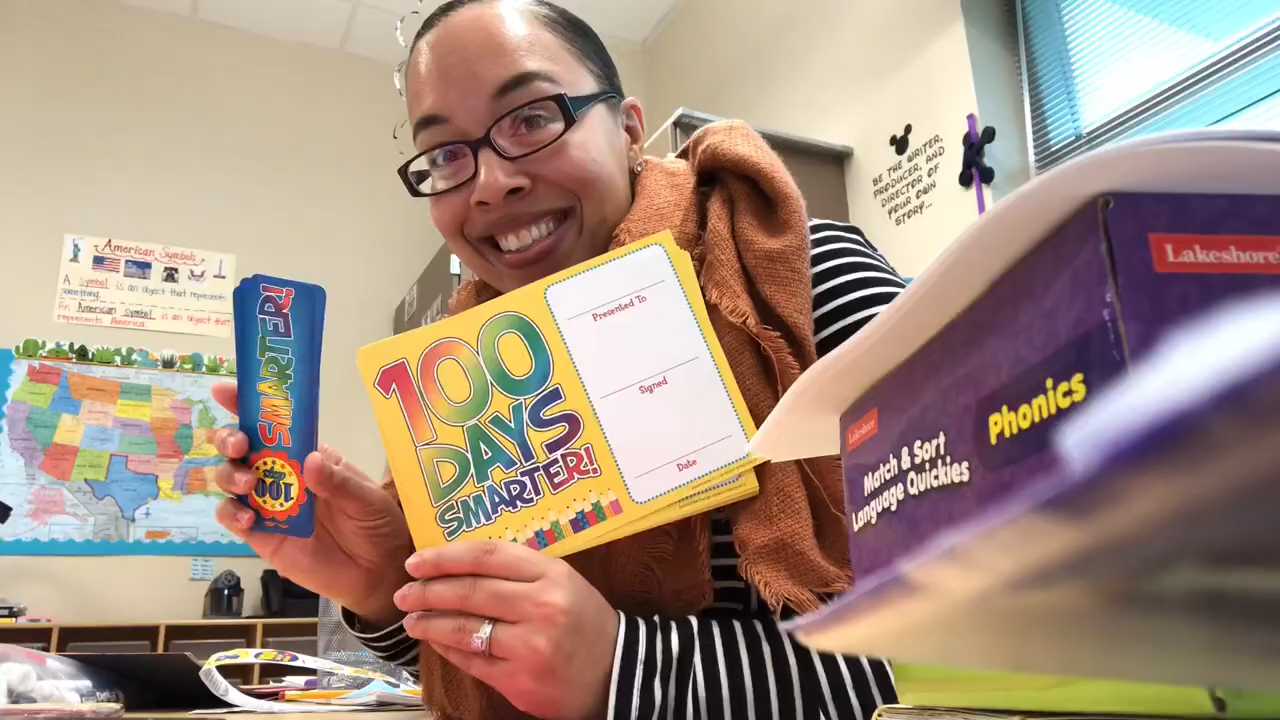 American Symbols
A symbol is an object that represents
something.
An American symbol is an object that
represents America.
BE THE WRITER,
PRODUCER, AND
DIRECTOR OF
YOUR OWN
STORY...
SMARTER!
100
100
DAYS
SMARTER!
Presented To
Signed
Date
Lakeshore
Lakeshore
Match & Sort
Language Quickies
Phonics